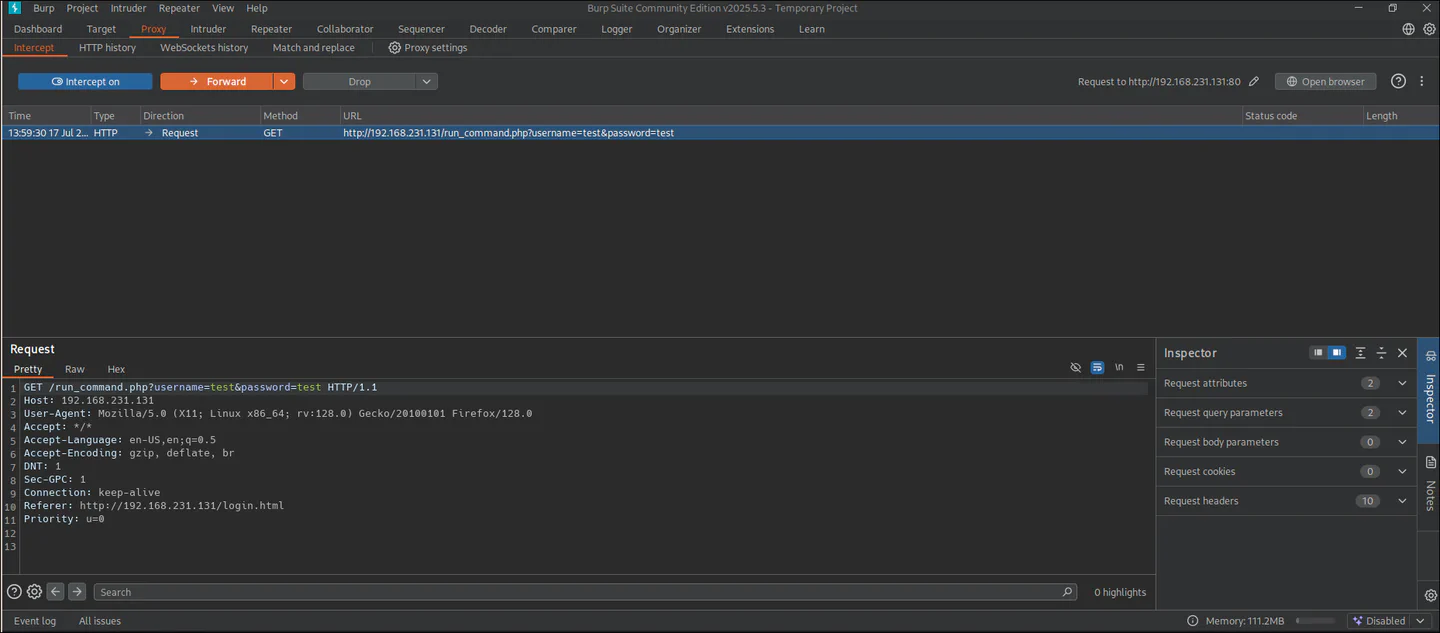 Burp Project Intruder Repeater View Help Burp Suite Community Edition v2025.5.3 - Temporary Project
Dashboard Target Proxy Intruder Repeater Collaborator Sequencer Decoder Comparer Logger Organizer Extensions Learn
Intercept HTTP history WebSockets history Match and replace Proxy settings
Intercept on Forward Drop Request to http://192.168.231.131:80 Open browser
Time Type Direction Method URL Status code Length
13:59:30 17 Jul 2... HTTP → Request GET http://192.168.231.131/run_command.php?username=test&password=test
Request
Pretty Raw Hex \n
1 GET /run_command.php?username=test&password=test HTTP/1.1
2 Host: 192.168.231.131
3 User-Agent: Mozilla/5.0 (X11; Linux x86_64; rv:128.0) Gecko/20100101 Firefox/128.0
4 Accept: */*
5 Accept-Language: en-US,en;q=0.5
6 Accept-Encoding: gzip, deflate, br
7 DNT: 1
8 Sec-GPC: 1
9 Connection: keep-alive
10 Referer: http://192.168.231.131/login.html
11 Priority: u=0
12
13
Search 0 highlights
Inspector
Request attributes 2
Request query parameters 2
Request body parameters 0
Request cookies 0
Request headers 10
Inspector
Notes
Event log All issues Memory: 111.2MB Disabled